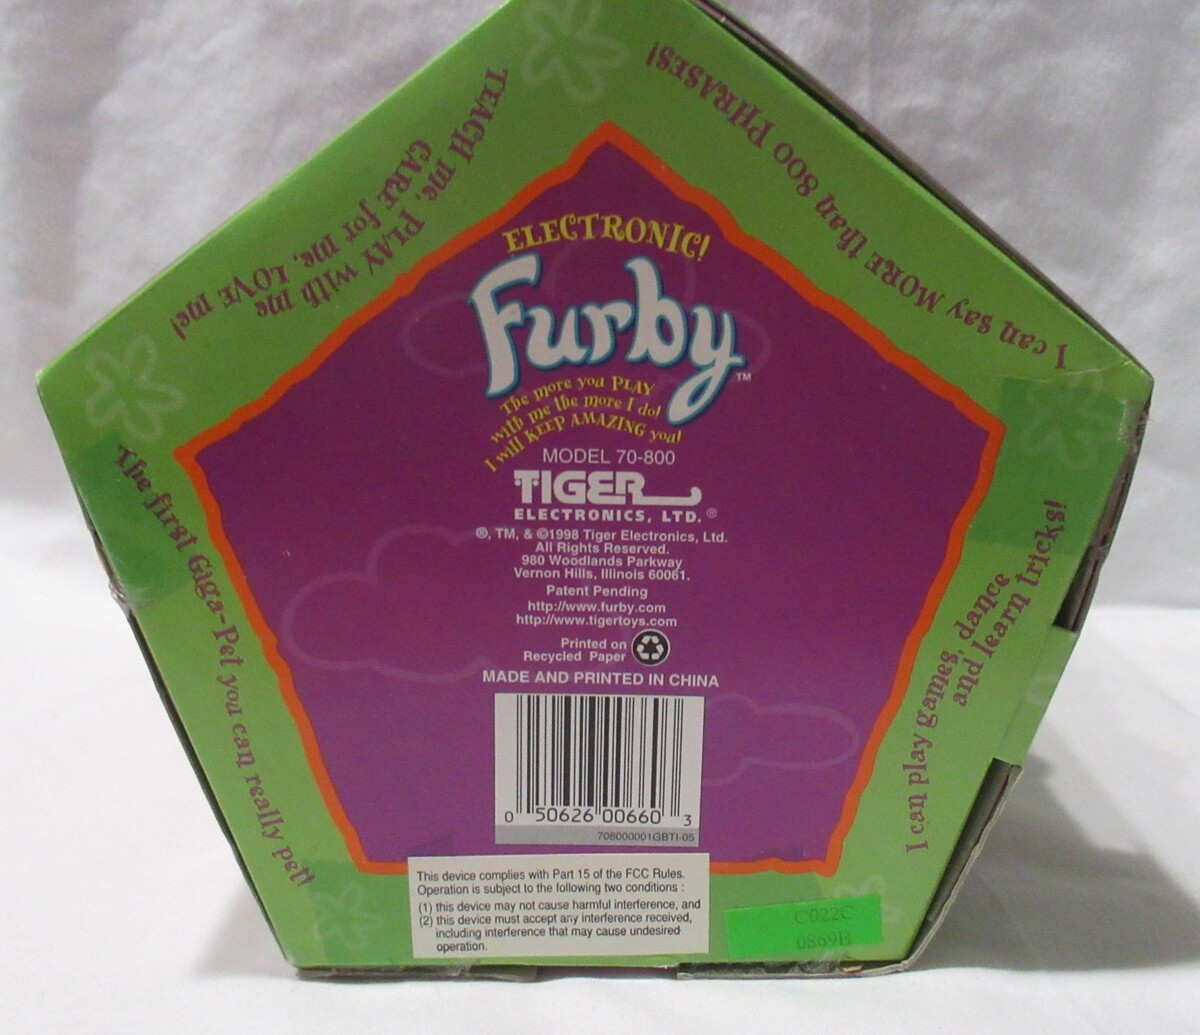 TEACH me, PLAY with me
CARE for me, LOVE me!
I can say MORE than 800 PHRASES!
ELECTRONIC!
Furby™
The more you PLAY
with me the more I do!
I will KEEP AMAZING you!
MODEL 70-800
TIGER
ELECTRONICS, LTD.®
®, TM, & ©1998 Tiger Electronics, Ltd.
All Rights Reserved.
980 Woodlands Parkway
Vernon Hills, Illinois 60061.
Patent Pending
http://www.furby.com
http://www.tigertoys.com
Printed on
Recycled Paper
MADE AND PRINTED IN CHINA
0 50626 00660 3
708000001GBTI-05
The first Giga-Pet you can really pet!
I can play games, dance
and learn tricks!
This device complies with Part 15 of the FCC Rules.
Operation is subject to the following two conditions :
(1) this device may not cause harmful interference, and
(2) this device must accept any interference received,
including interference that may cause undesired
operation.
C022C
0869B